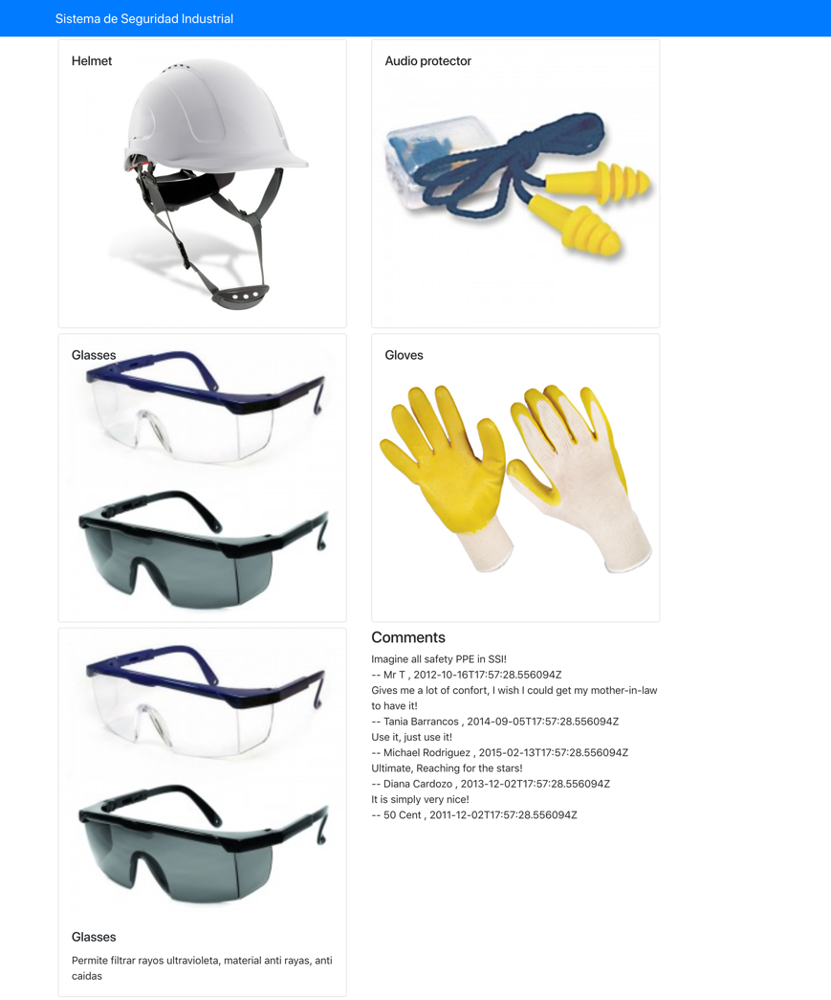 Sistema de Seguridad Industrial
Helmet
Audio protector
Glasses
Gloves
Glasses
Permite filtrar rayos ultravioleta, material anti rayas, anti
caidas
Comments
Imagine all safety PPE in SSI!
-- Mr T , 2012-10-16T17:57:28.556094Z
Gives me a lot of confort, I wish I could get my mother-in-law
to have it!
-- Tania Barrancos , 2014-09-05T17:57:28.556094Z
Use it, just use it!
-- Michael Rodriguez , 2015-02-13T17:57:28.556094Z
Ultimate, Reaching for the stars!
-- Diana Cardozo , 2013-12-02T17:57:28.556094Z
It is simply very nice!
-- 50 Cent , 2011-12-02T17:57:28.556094Z